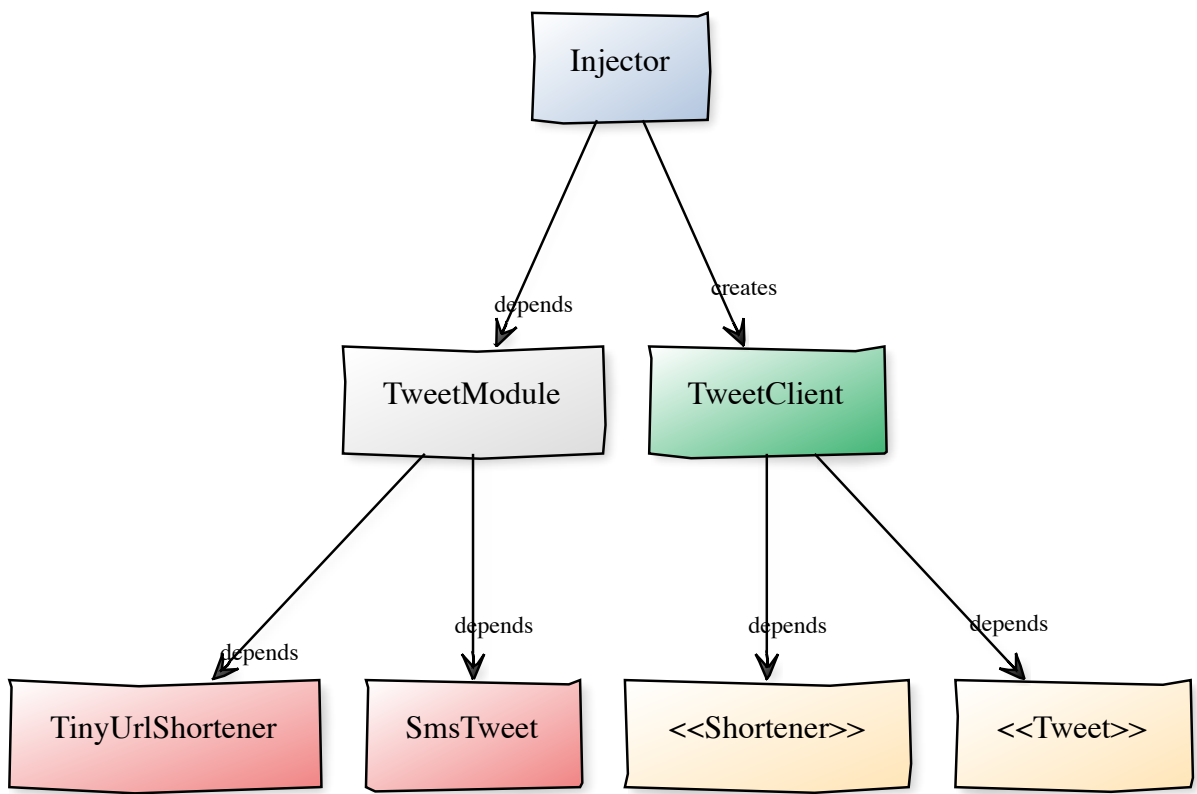 Injector
depends
creates
TweetModule
TweetClient
depends
depends
depends
depends
TinyUrlShortener
SmsTweet
<<Shortener>>
<<Tweet>>